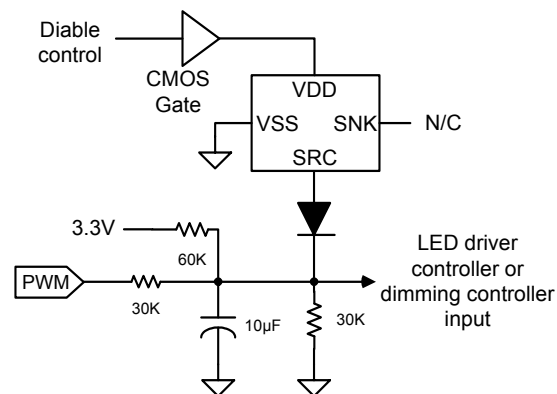 Diable
control
CMOS
Gate
VDD
VSS
SNK
N/C
SRC
3.3V
60K
PWM
30K
10µF
30K
LED driver
controller or
dimming controller
input